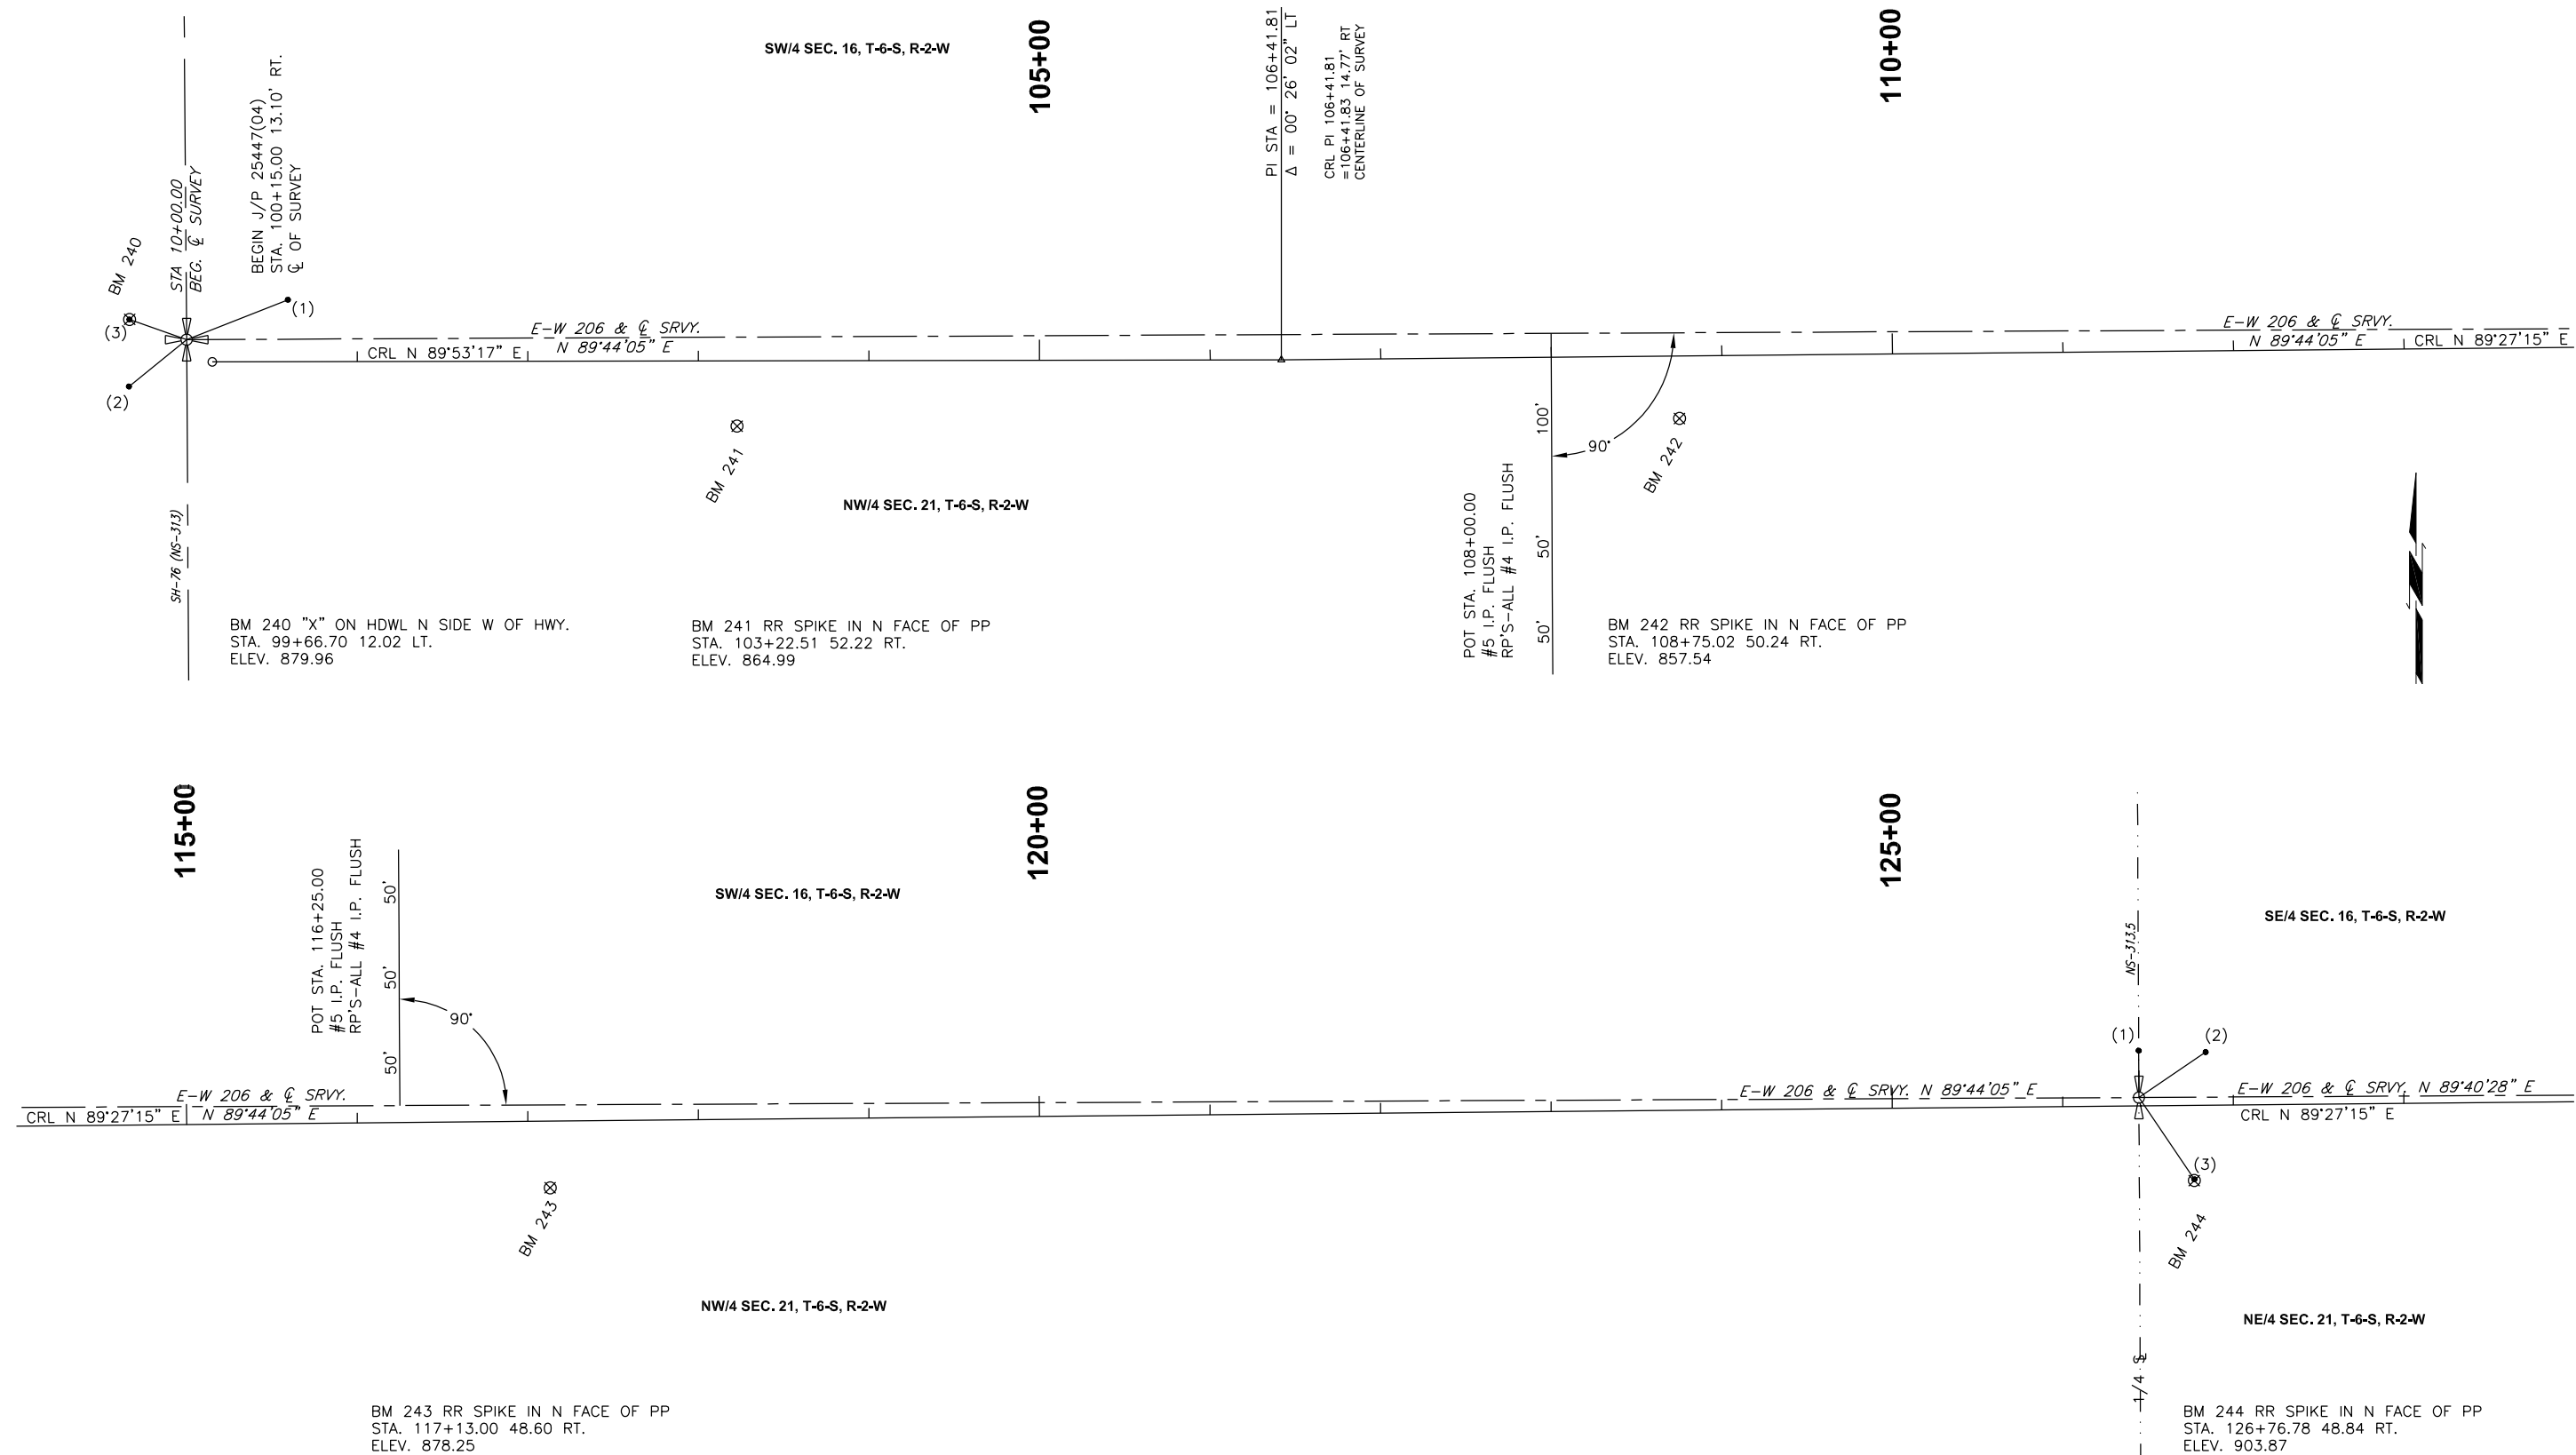 SW/4 SEC. 16, T-6-S, R-2-W
105+00
110+00
PI STA = 106+41.81
Δ = 00° 26' 02" LT
CRL PI 106+41.81
=106+41.83 14.77' RT
CENTERLINE OF SURVEY
BEGIN J/P 25447(04)
STA. 100+15.00 13.10' RT.
℄ OF SURVEY
STA 10+00.00
BEG. ℄ SURVEY
BM 240
(1)
(3)
(2)
E-W 206 & ℄ SRVY.
N 89°44'05" E
CRL N 89°53'17" E
E-W 206 & ℄ SRVY.
N 89°44'05" E
CRL N 89°27'15" E
BM 241
BM 242
90°
100'
50'
50'
POT STA. 108+00.00
#5 I.P. FLUSH
RP'S-ALL #4 I.P. FLUSH
NW/4 SEC. 21, T-6-S, R-2-W
SH-76 (NS-313)
N
BM 240 "X" ON HDWL N SIDE W OF HWY.
STA. 99+66.70 12.02 LT.
ELEV. 879.96
BM 241 RR SPIKE IN N FACE OF PP
STA. 103+22.51 52.22 RT.
ELEV. 864.99
BM 242 RR SPIKE IN N FACE OF PP
STA. 108+75.02 50.24 RT.
ELEV. 857.54
115+00
120+00
125+00
POT STA. 116+25.00
#5 I.P. FLUSH
RP'S-ALL #4 I.P. FLUSH
50'
50'
50'
90°
SW/4 SEC. 16, T-6-S, R-2-W
SE/4 SEC. 16, T-6-S, R-2-W
NS-313.5
(1)
(2)
(3)
E-W 206 & ℄ SRVY.
N 89°44'05" E
CRL N 89°27'15" E
E-W 206 & ℄ SRVY. N 89°44'05" E
E-W 206 & ℄ SRVY. N 89°40'28" E
CRL N 89°27'15" E
BM 243
BM 244
NW/4 SEC. 21, T-6-S, R-2-W
NE/4 SEC. 21, T-6-S, R-2-W
1/4 SL
BM 243 RR SPIKE IN N FACE OF PP
STA. 117+13.00 48.60 RT.
ELEV. 878.25
BM 244 RR SPIKE IN N FACE OF PP
STA. 126+76.78 48.84 RT.
ELEV. 903.87